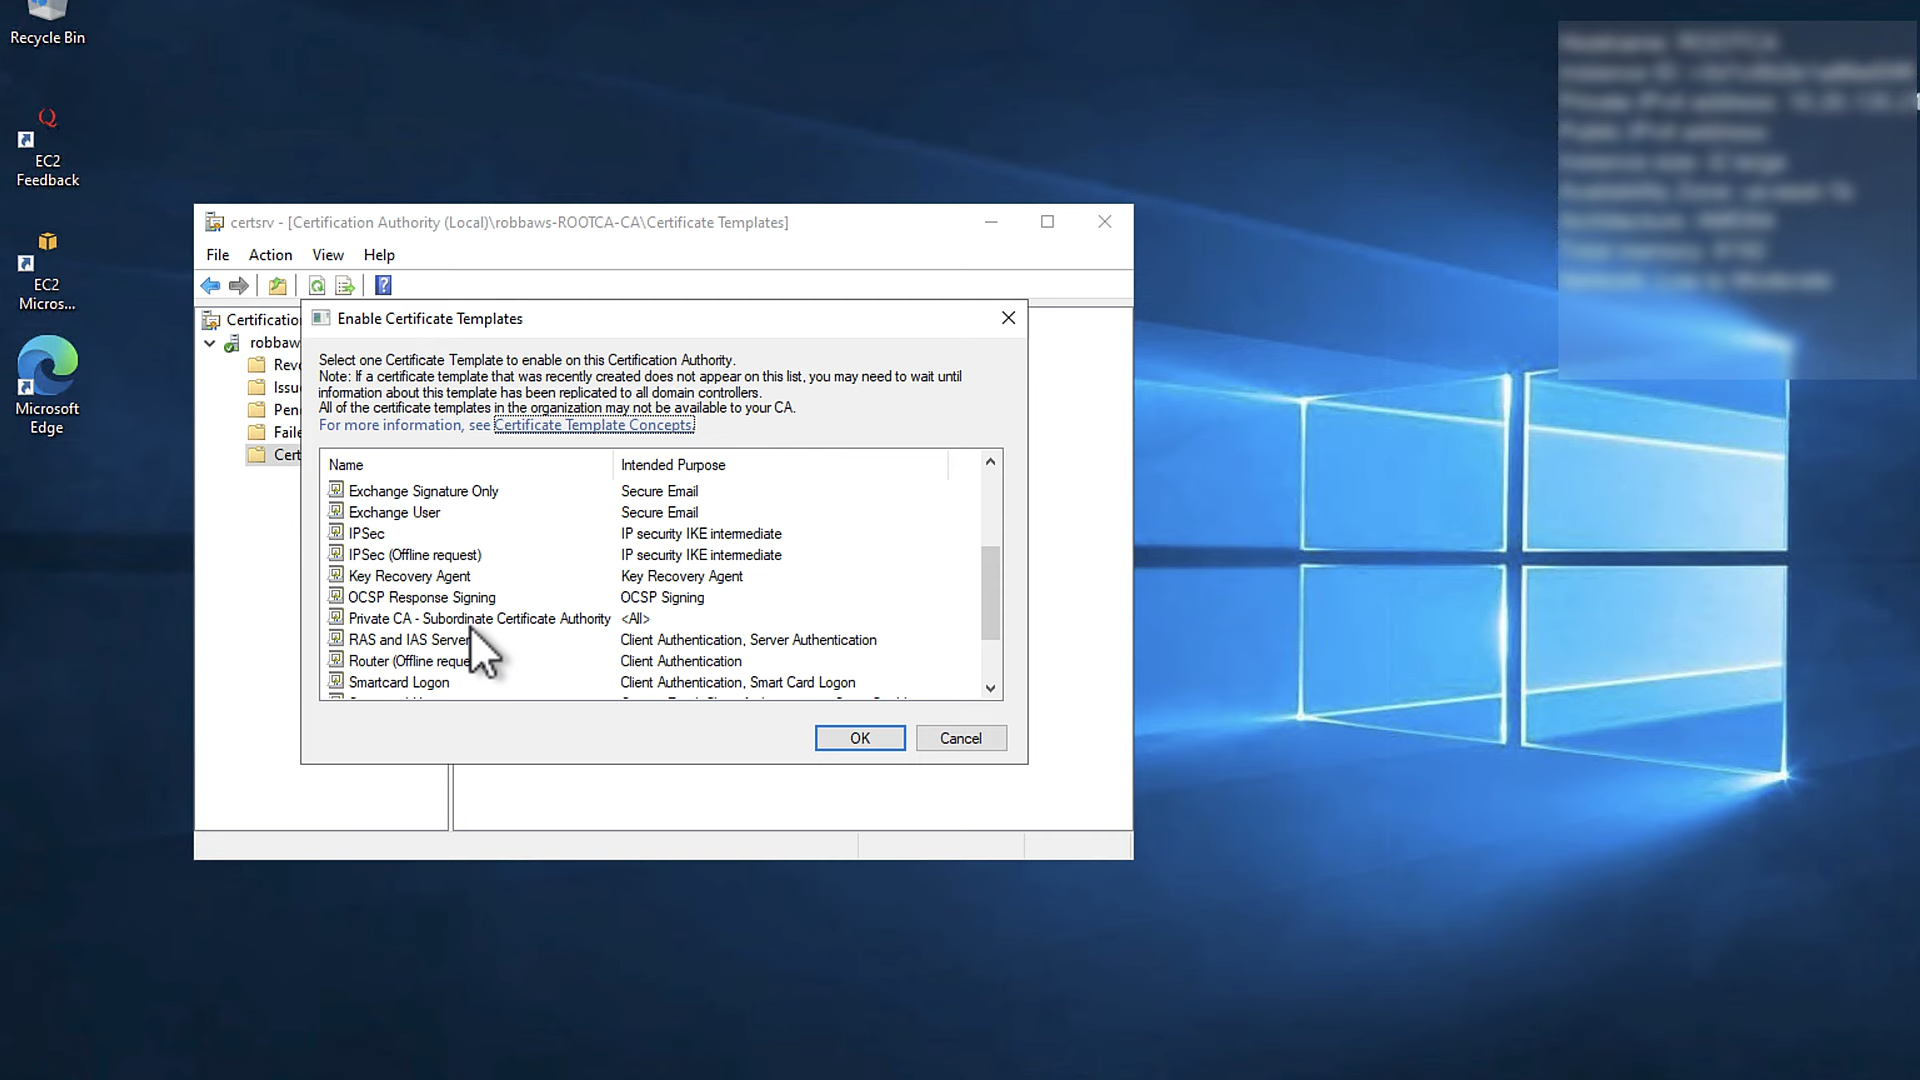 Recycle Bin
EC2
Feedback
EC2
Micros...
Microsoft
Edge
certsrv - [Certification Authority (Local)\robbaws-ROOTCA-CA\Certificate Templates]
File Action View Help
Certification
robbaw
Revo
Issu
Pen
Faile
Cert
Enable Certificate Templates
Select one Certificate Template to enable on this Certification Authority.
Note: If a certificate template that was recently created does not appear on this list, you may need to wait until
information about this template has been replicated to all domain controllers.
All of the certificate templates in the organization may not be available to your CA.
For more information, see Certificate Template Concepts.
Name Intended Purpose
Exchange Signature Only Secure Email
Exchange User Secure Email
IPSec IP security IKE intermediate
IPSec (Offline request) IP security IKE intermediate
Key Recovery Agent Key Recovery Agent
OCSP Response Signing OCSP Signing
Private CA - Subordinate Certificate Authority <All>
RAS and IAS Server Client Authentication, Server Authentication
Router (Offline reque Client Authentication
Smartcard Logon Client Authentication, Smart Card Logon
OK Cancel